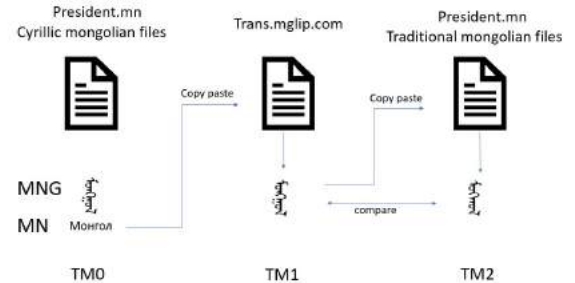 President.mn
Cyrillic mongolian files
Trans.mglip.com
President.mn
Traditional mongolian files
Copy paste
Copy paste
MNG
MN Монгол
compare
TM0
TM1
TM2